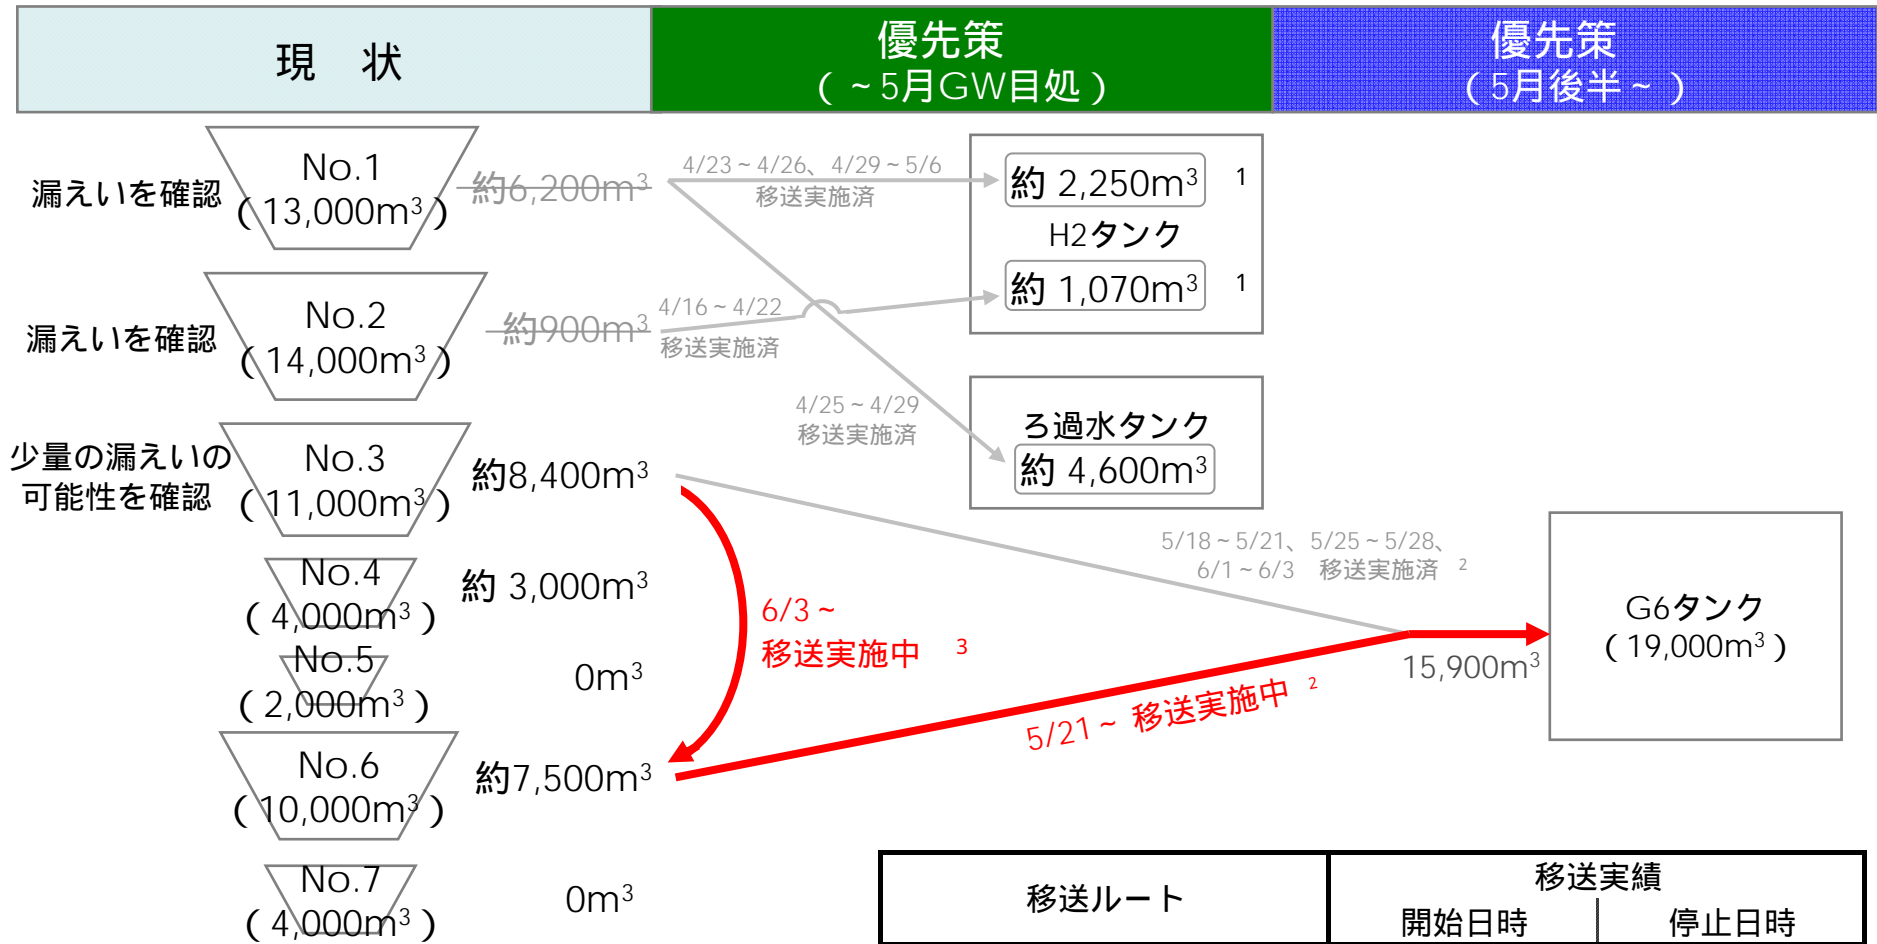 現 状
優先策
(~5月GW目処)
優先策
(5月後半~)
漏えいを確認
No.1
(13,000m³)
約6,200m³
4/23~4/26、4/29~5/6
移送実施済
約 2,250m³ 1
H2タンク
約 1,070m³ 1
漏えいを確認
No.2
(14,000m³)
約900m³
4/16~4/22
移送実施済
4/25~4/29
移送実施済
ろ過水タンク
約 4,600m³
少量の漏えいの
可能性を確認
No.3
(11,000m³)
約8,400m³
5/18~5/21、5/25~5/28、
6/1~6/3 移送実施済 2
No.4
(4,000m³)
約 3,000m³
6/3~
移送実施中 3
G6タンク
(19,000m³)
15,900m³
No.5
(2,000m³)
0m³
5/21~ 移送実施中 2
No.6
(10,000m³)
約7,500m³
No.7
(4,000m³)
0m³
移送ルート
移送実績
開始日時
停止日時